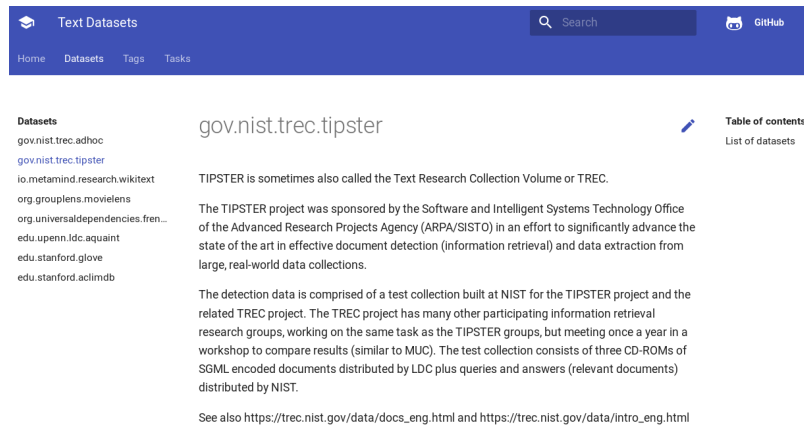 Text Datasets
Search
GitHub
Home Datasets Tags Tasks
Datasets
gov.nist.trec.adhoc
gov.nist.trec.tipster
io.metamind.research.wikitext
org.grouplens.movielens
org.universaldependencies.fren...
edu.upenn.ldc.aquaint
edu.stanford.glove
edu.stanford.aclimdb
gov.nist.trec.tipster
TIPSTER is sometimes also called the Text Research Collection Volume or TREC.
The TIPSTER project was sponsored by the Software and Intelligent Systems Technology Office
of the Advanced Research Projects Agency (ARPA/SISTO) in an effort to significantly advance the
state of the art in effective document detection (information retrieval) and data extraction from
large, real-world data collections.
The detection data is comprised of a test collection built at NIST for the TIPSTER project and the
related TREC project. The TREC project has many other participating information retrieval
research groups, working on the same task as the TIPSTER groups, but meeting once a year in a
workshop to compare results (similar to MUC). The test collection consists of three CD-ROMs of
SGML encoded documents distributed by LDC plus queries and answers (relevant documents)
distributed by NIST.
See also https://trec.nist.gov/data/docs_eng.html and https://trec.nist.gov/data/intro_eng.html
Table of contents
List of datasets